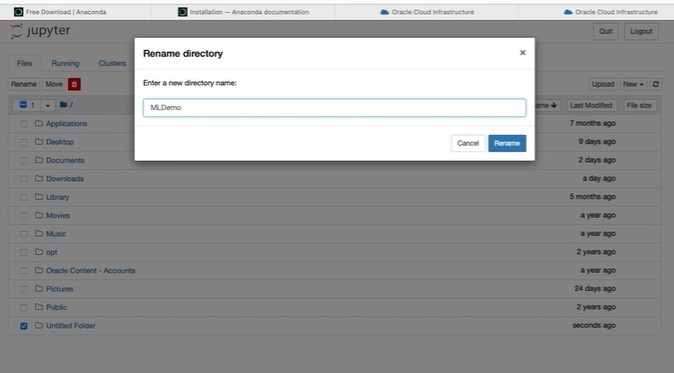 Free Download | Anaconda
Installation — Anaconda documentation
Oracle Cloud Infrastructure
Oracle Cloud Infrastructure
jupyter
Quit
Logout
Rename directory
×
Enter a new directory name:
MLDemo
Cancel
Rename
Files
Running
Clusters
Rename
Move
Upload
New
1
/
Last Modified
File size
Applications
7 months ago
Desktop
9 days ago
Documents
2 days ago
Downloads
a day ago
Library
5 months ago
Movies
a year ago
Music
a year ago
opt
2 years ago
Oracle Content - Accounts
a year ago
Pictures
24 days ago
Public
2 years ago
Untitled Folder
seconds ago